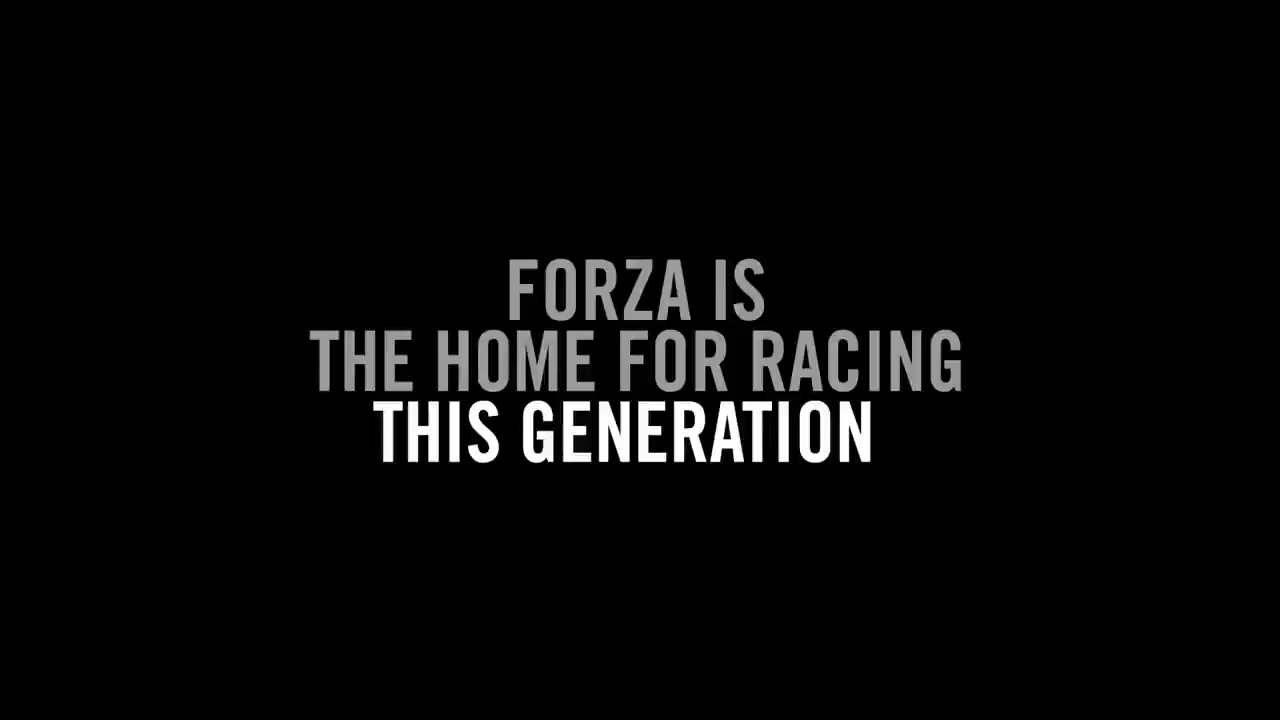 FORZA IS
THE HOME FOR RACING
THIS GENERATION